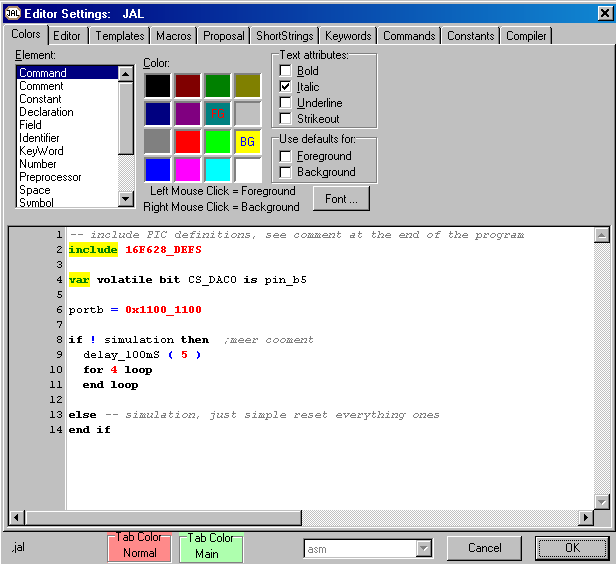 JAL Editor Settings: JAL
Colors Editor Templates Macros Proposal ShortStrings Keywords Commands Constants Compiler
Element:
Command
Comment
Constant
Declaration
Field
Identifier
KeyWord
Number
Preprocessor
Space
Symbol
Color:
BG
Left Mouse Click = Foreground
Right Mouse Click = Background
Text attributes:
Bold
Italic
Underline
Strikeout
Use defaults for:
Foreground
Background
Font ...
1 -- include PIC definitions, see comment at the end of the program
2 include 16F628_DEFS
3
4 var volatile bit CS_DAC0 is pin_b5
5
6 portb = 0x1100_1100
7
8 if ! simulation then ;meer cooment
9 delay_100mS ( 5 )
10 for 4 loop
11 end loop
12
13 else -- simulation, just simple reset everything ones
14 end if
.jal
Tab Color
Normal
Tab Color
Main
asm
Cancel
OK